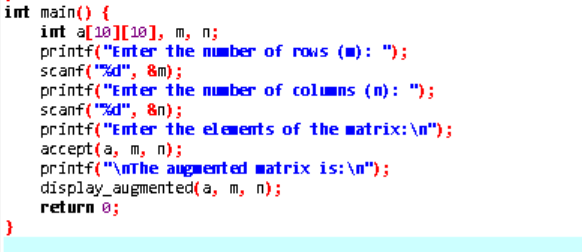 int main() {
    int a[10][10], m, n;
    printf("Enter the number of rows (m): ");
    scanf("%d", &m);
    printf("Enter the number of columns (n): ");
    scanf("%d", &n);
    printf("Enter the elements of the matrix:\n");
    accept(a, m, n);
    printf("\nThe augmented matrix is:\n");
    display_augmented(a, m, n);
    return 0;
}